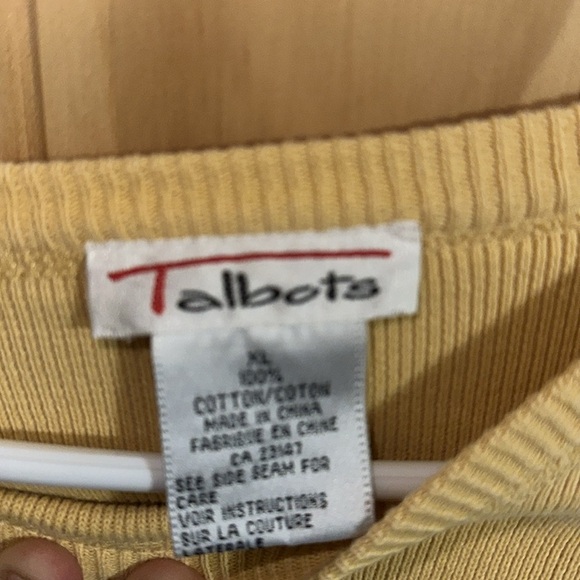 Talbots
XL
100%
COTTON/COTON
MADE IN CHINA
FABRIQUE EN CHINE
CA 23147
SEE SIDE SEAM FOR
CARE
VOIR INSTRUCTIONS
SUR LA COUTURE
LATERALE